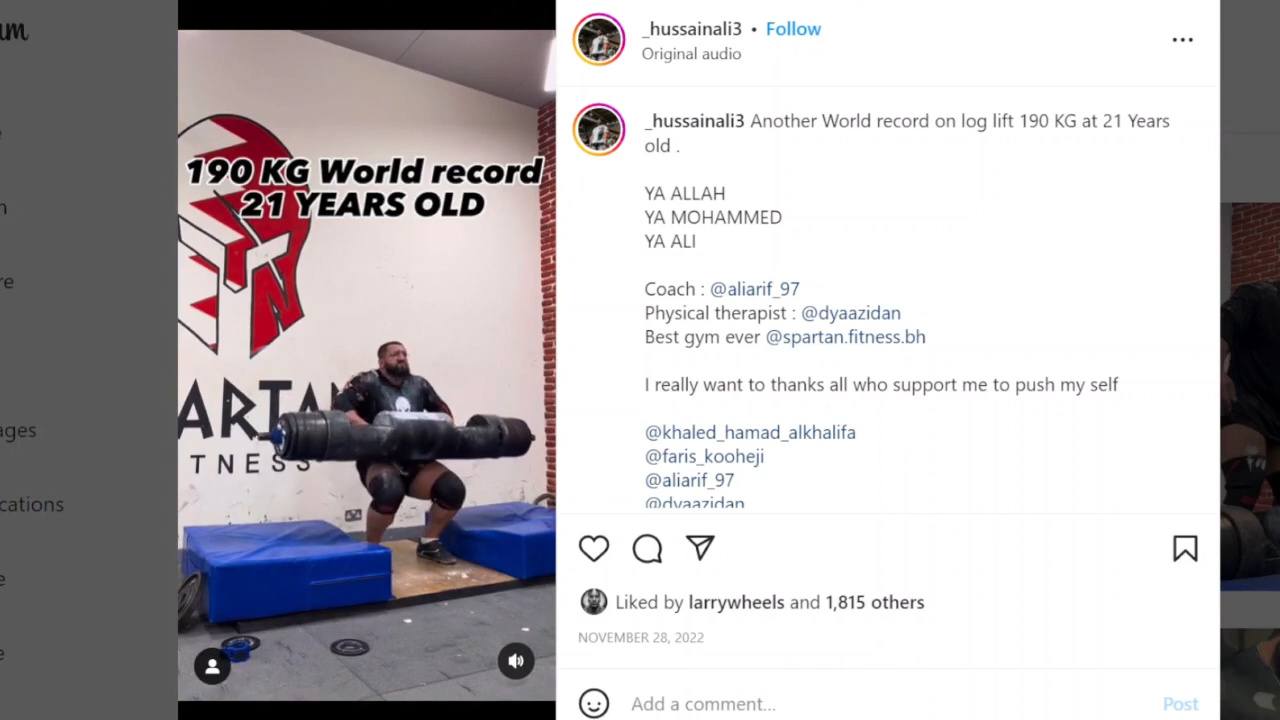 190 KG World record
21 YEARS OLD
TNESS
_hussainali3 • Follow
Original audio
_hussainali3 Another World record on log lift 190 KG at 21 Years
old .
YA ALLAH
YA MOHAMMED
YA ALI
Coach : @aliarif_97
Physical therapist : @dyaazidan
Best gym ever @spartan.fitness.bh
I really want to thanks all who support me to push my self
@khaled_hamad_alkhalifa
@faris_kooheji
@aliarif_97
@dyaazidan
Liked by larrywheels and 1,815 others
NOVEMBER 28, 2022
Add a comment...
Post